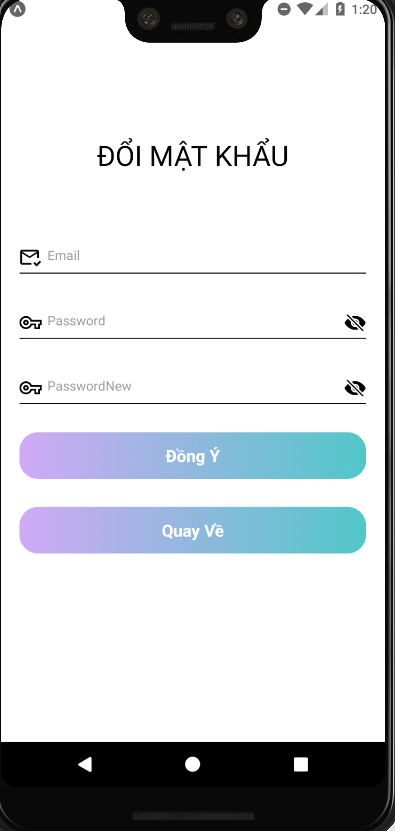 1:20
ĐỔI MẬT KHẨU
Email
Password
PasswordNew
Đồng Ý
Quay Về